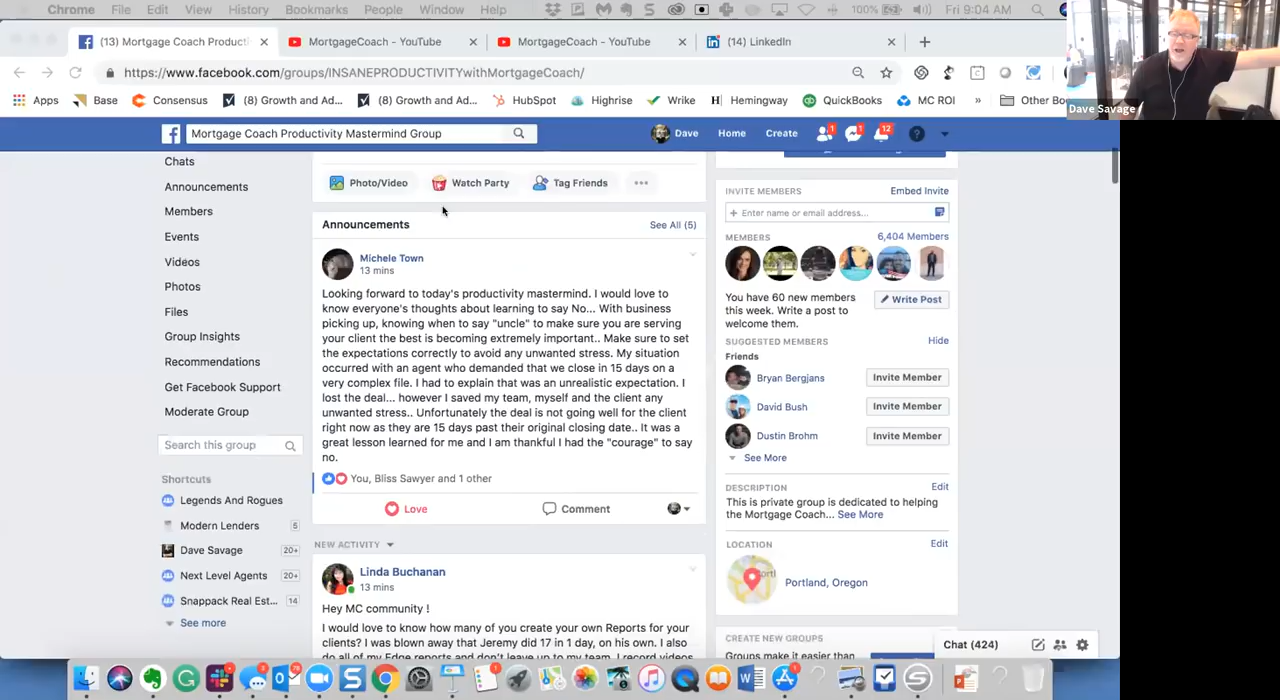 Chrome File Edit View History Bookmarks People Window Help 100% Fri 9:04 AM
(13) Mortgage Coach Producti × MortgageCoach - YouTube × MortgageCoach - YouTube × (14) LinkedIn × +
https://www.facebook.com/groups/INSANEPRODUCTIVITYwithMortgageCoach/
Apps Base Consensus (8) Growth and Ad... (8) Growth and Ad... HubSpot Highrise Wrike Hemingway QuickBooks MC ROI » Other Bo
Dave Savage
Mortgage Coach Productivity Mastermind Group
Dave Home Create 1 1 12
Chats
Announcements
Members
Events
Videos
Photos
Files
Group Insights
Recommendations
Get Facebook Support
Moderate Group
Search this group
Shortcuts
Legends And Rogues
Modern Lenders 5
Dave Savage 20+
Next Level Agents 20+
Snappack Real Est... 14
See more
Photo/Video Watch Party Tag Friends ...
Announcements See All (5)
Michele Town
13 mins
Looking forward to today's productivity mastermind. I would love to
know everyone's thoughts about learning to say No... With business
picking up, knowing when to say "uncle" to make sure you are serving
your client the best is becoming extremely important.. Make sure to set
the expectations correctly to avoid any unwanted stress. My situation
occurred with an agent who demanded that we close in 15 days on a
very complex file. I had to explain that was an unrealistic expectation. I
lost the deal... however I saved my team, myself and the client any
unwanted stress.. Unfortunately the deal is not going well for the client
right now as they are 15 days past their original closing date.. It was a
great lesson learned for me and I am thankful I had the "courage" to say
no.
You, Bliss Sawyer and 1 other
Love Comment
NEW ACTIVITY
Linda Buchanan
13 mins
Hey MC community !
I would love to know how many of you create your own Reports for your
clients? I was blown away that Jeremy did 17 in 1 day, on his own. I also
do all of my Edge reports and don't leave up to my team. I record videos
INVITE MEMBERS Embed Invite
+ Enter name or email address...
MEMBERS 6,404 Members
You have 60 new members
this week. Write a post to
welcome them.
Write Post
SUGGESTED MEMBERS Hide
Friends
Bryan Bergjans Invite Member
David Bush Invite Member
Dustin Brohm Invite Member
See More
DESCRIPTION Edit
This is private group is dedicated to helping
the Mortgage Coach... See More
LOCATION Edit
Portland, Oregon
CREATE NEW GROUPS
Groups make it easier than
Chat (424)